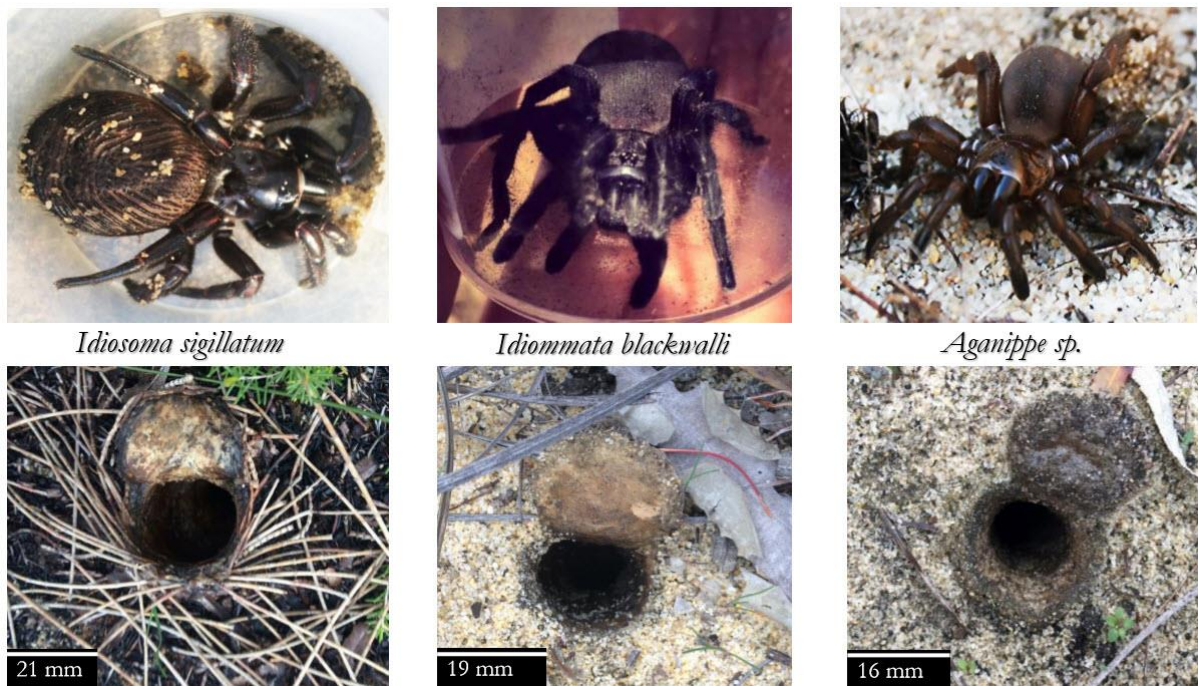 Idiosoma sigillatum
Idiommata blackwalli
Aganippe sp.
21 mm
19 mm
16 mm